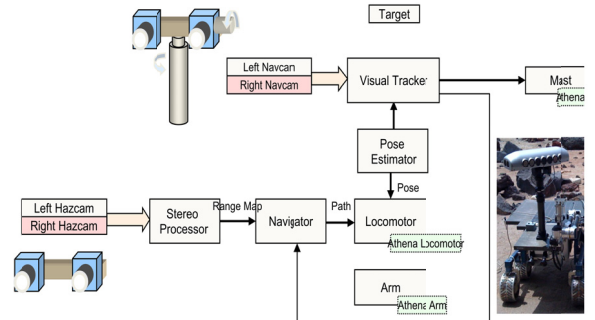 Target
Left Navcam
Right Navcam
Visual Tracker
Mast
Athena
Pose
Estimator
Pose
Left Hazcam
Right Hazcam
Stereo
Processor
Range Map
Navigator
Path
Locomotor
Athena Locomotor
Arm
Athena Arm